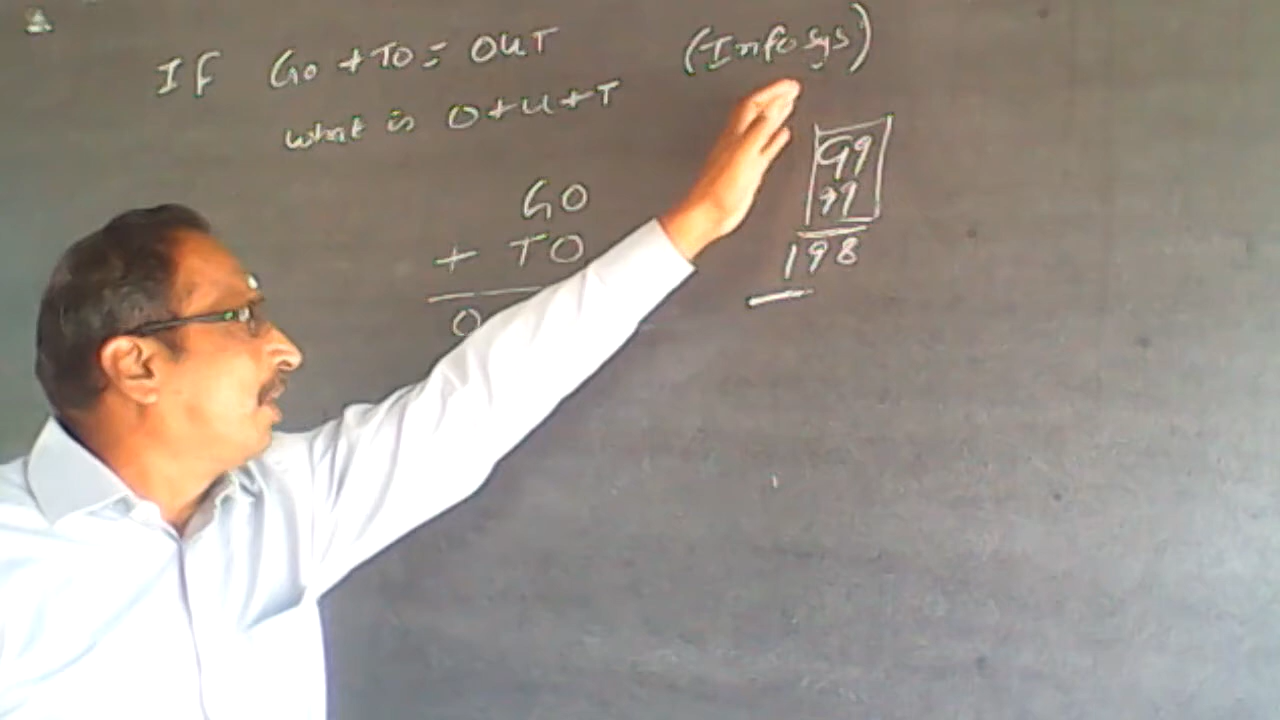 IF GO + TO = OUT (Infosys)
what is O + U + T
GO
+ TO
O
99
99
198